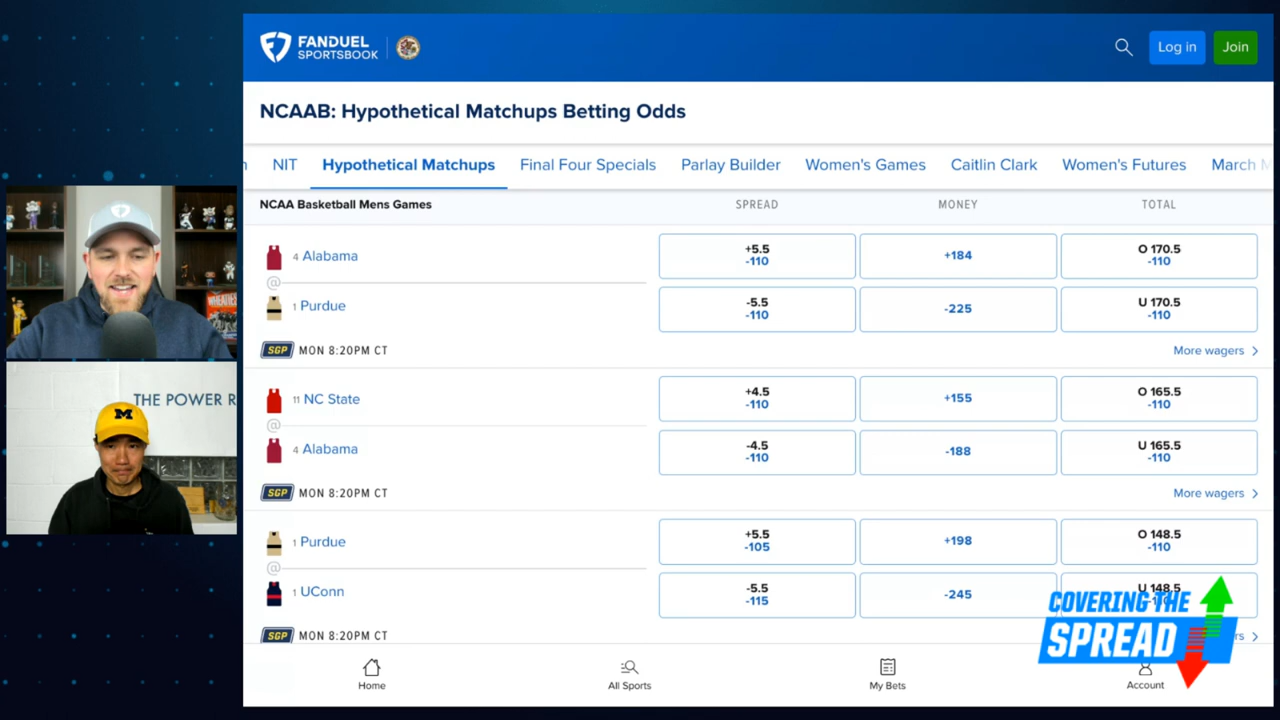 FANDUEL
SPORTSBOOK
Log in
Join
NCAAB: Hypothetical Matchups Betting Odds
NIT
Hypothetical Matchups
Final Four Specials
Parlay Builder
Women's Games
Caitlin Clark
Women's Futures
March M
NCAA Basketball Mens Games
SPREAD
MONEY
TOTAL
4 Alabama
+5.5
-110
+184
O 170.5
-110
@
1 Purdue
-5.5
-110
-225
U 170.5
-110
SGP MON 8:20PM CT
More wagers >
11 NC State
+4.5
-110
+155
O 165.5
-110
@
4 Alabama
-4.5
-110
-188
U 165.5
-110
SGP MON 8:20PM CT
More wagers >
1 Purdue
+5.5
-105
+198
O 148.5
-110
@
1 UConn
-5.5
-115
-245
U 148.5
SGP MON 8:20PM CT
COVERING THE
SPREAD
Home
All Sports
My Bets
Account
THE POWER R
M
WHEATIES